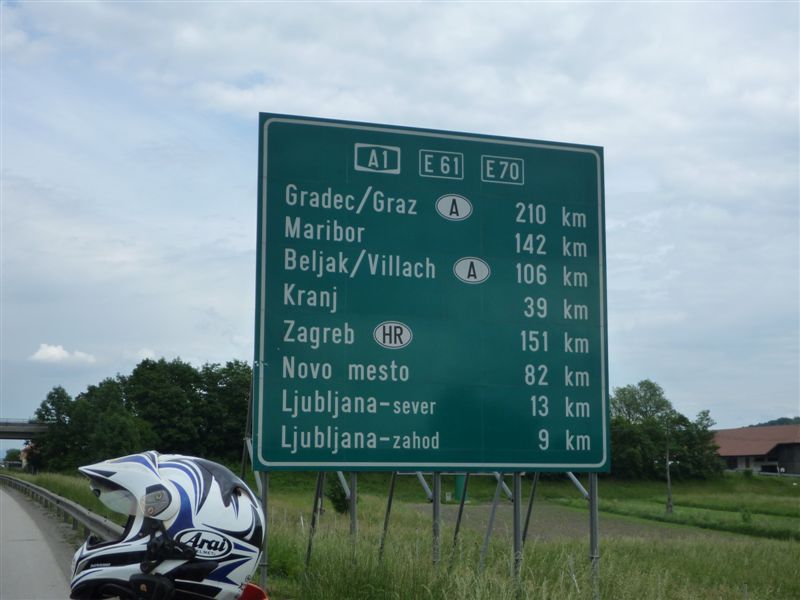 A1 E 61 E 70
Gradec/Graz A 210 km
Maribor 142 km
Beljak/Villach A 106 km
Kranj 39 km
Zagreb HR 151 km
Novo mesto 82 km
Ljubljana-sever 13 km
Ljubljana-zahod 9 km
Arai